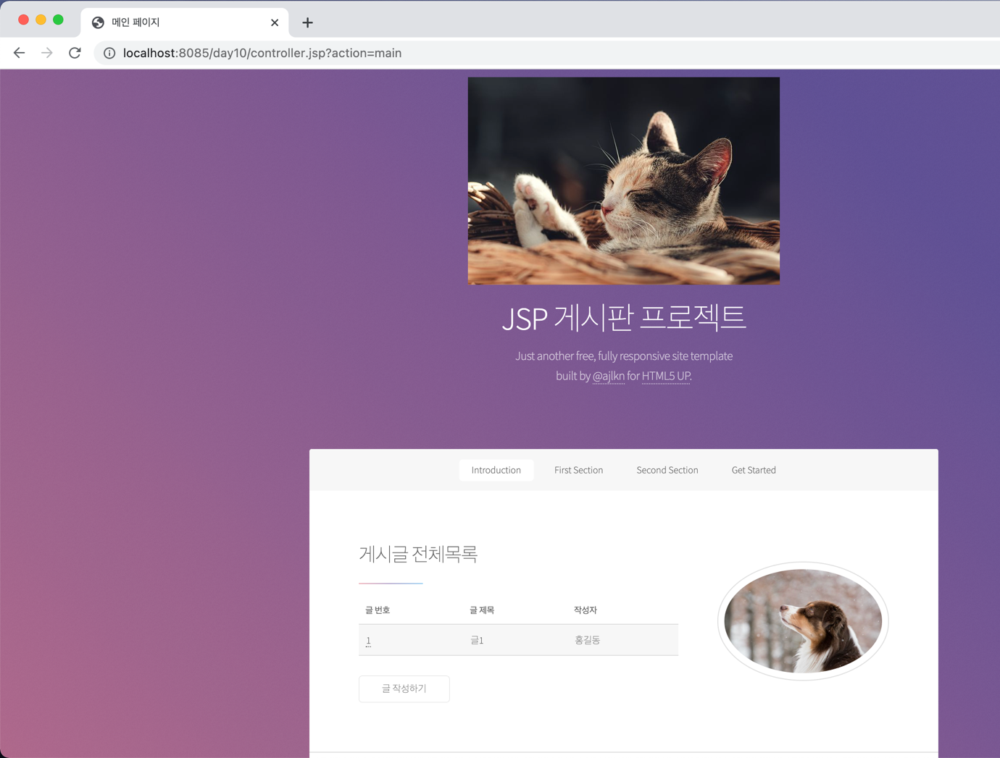 메인 페이지
localhost:8085/day10/controller.jsp?action=main
JSP 게시판 프로젝트
Just another free, fully responsive site template
built by @ajlkn for HTML5 UP.
Introduction First Section Second Section Get Started
게시글 전체목록
글 번호 글 제목 작성자
1 글1 홍길동
글 작성하기